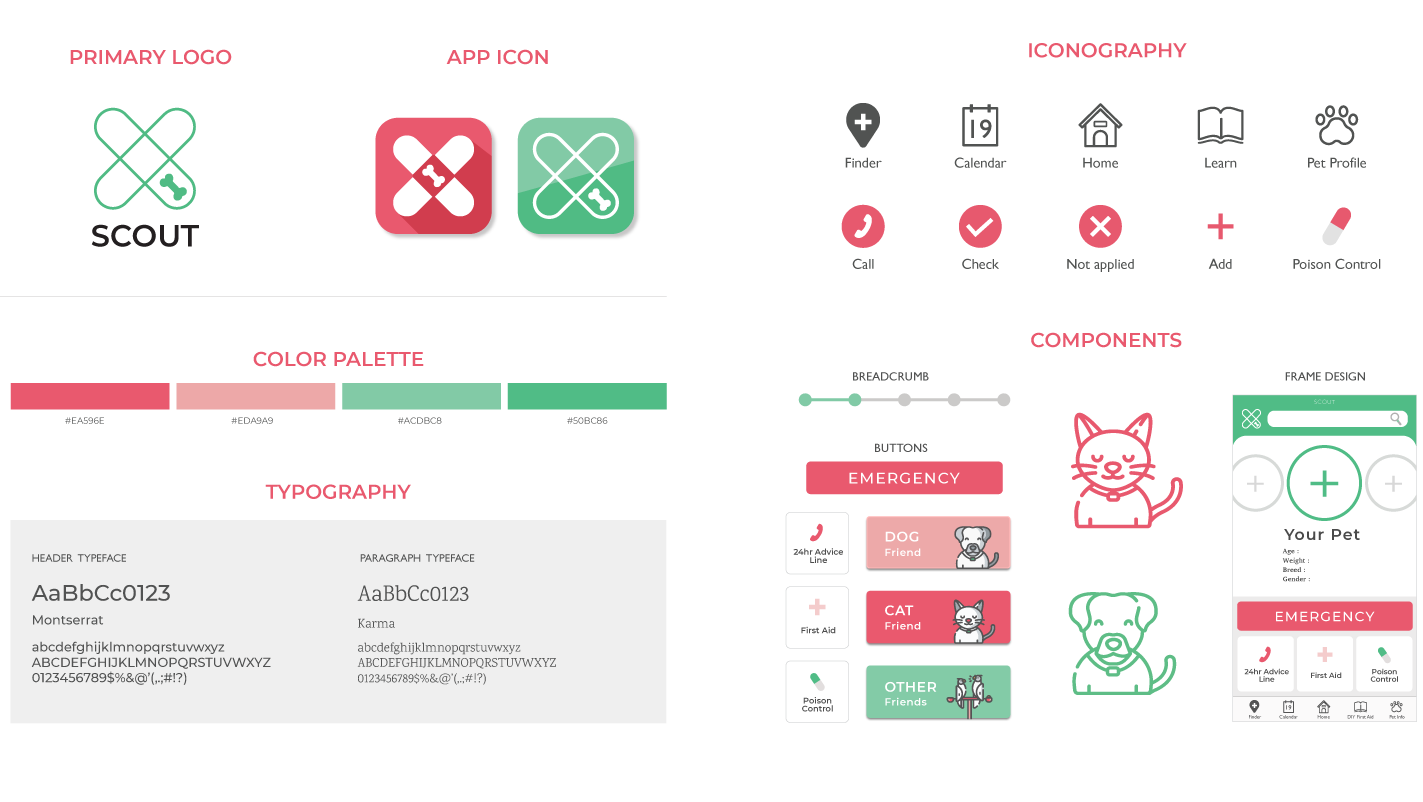 PRIMARY LOGO
SCOUT
APP ICON
COLOR PALETTE
#EA596E
#EDA9A9
#ACDBC8
#50BC86
TYPOGRAPHY
HEADER TYPEFACE
AaBbCc0123
Montserrat
abcdefghijklmnopqrstuvwxyz
ABCDEFGHIJKLMNOPQRSTUVWXYZ
0123456789$%&@'(,.;#!?)
PARAGRAPH TYPEFACE
AaBbCc0123
Karma
abcdefghijklmnopqrstuvwxyz
ABCDEFGHIJKLMNOPQRSTUVWXYZ
0123456789$%&@'(,.;#!?)
ICONOGRAPHY
Finder
19
Calendar
Home
Learn
Pet Profile
Call
Check
Not applied
Add
Poison Control
COMPONENTS
BREADCRUMB
BUTTONS
EMERGENCY
24hr Advice
Line
DOG
Friend
First Aid
CAT
Friend
Poison
Control
OTHER
Friends
FRAME DESIGN
SCOUT
Your Pet
Age :
Weight :
Breed :
Gender :
EMERGENCY
24hr Advice
Line
First Aid
Poison
Control
19
Finder
Calendar
Home
DIY First Aid
Pet Info